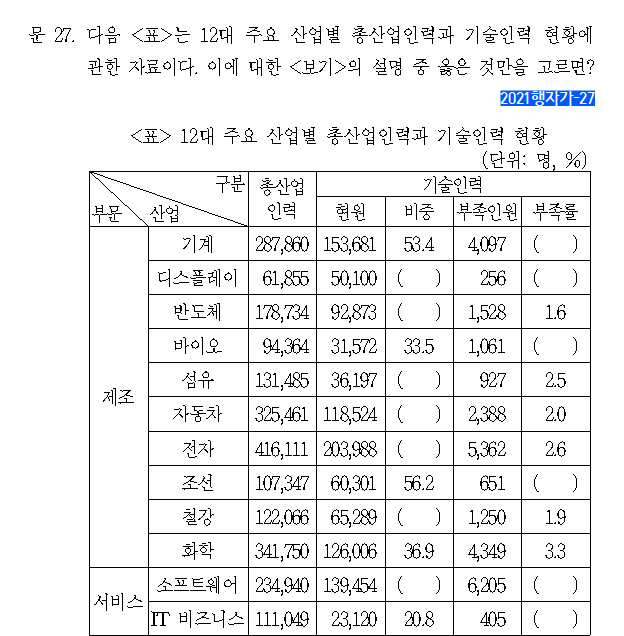 문 27. 다음 <표>는 12대 주요 산업별 총산업인력과 기술인력 현황에
관한 자료이다. 이에 대한 <보기>의 설명 중 옳은 것만을 고르면?
2021행자가-27
<표> 12대 주요 산업별 총산업인력과 기술인력 현황
(단위: 명, %)
구분 총산업 기술인력
부문 산업 인력 현원 비중 부족인원 부족률
기계 287,860 153,681 53.4 4,097 ( )
디스플레이 61,855 50,100 ( ) 256 ( )
반도체 178,734 92,873 ( ) 1,528 1.6
바이오 94,364 31,572 33.5 1,061 ( )
제조 섬유 131,485 36,197 ( ) 927 2.5
자동차 325,461 118,524 ( ) 2,388 2.0
전자 416,111 203,988 ( ) 5,362 2.6
조선 107,347 60,301 56.2 651 ( )
철강 122,066 65,289 ( ) 1,250 1.9
화학 341,750 126,006 36.9 4,349 3.3
서비스 소프트웨어 234,940 139,454 ( ) 6,205 ( )
IT 비즈니스 111,049 23,120 20.8 405 ( )